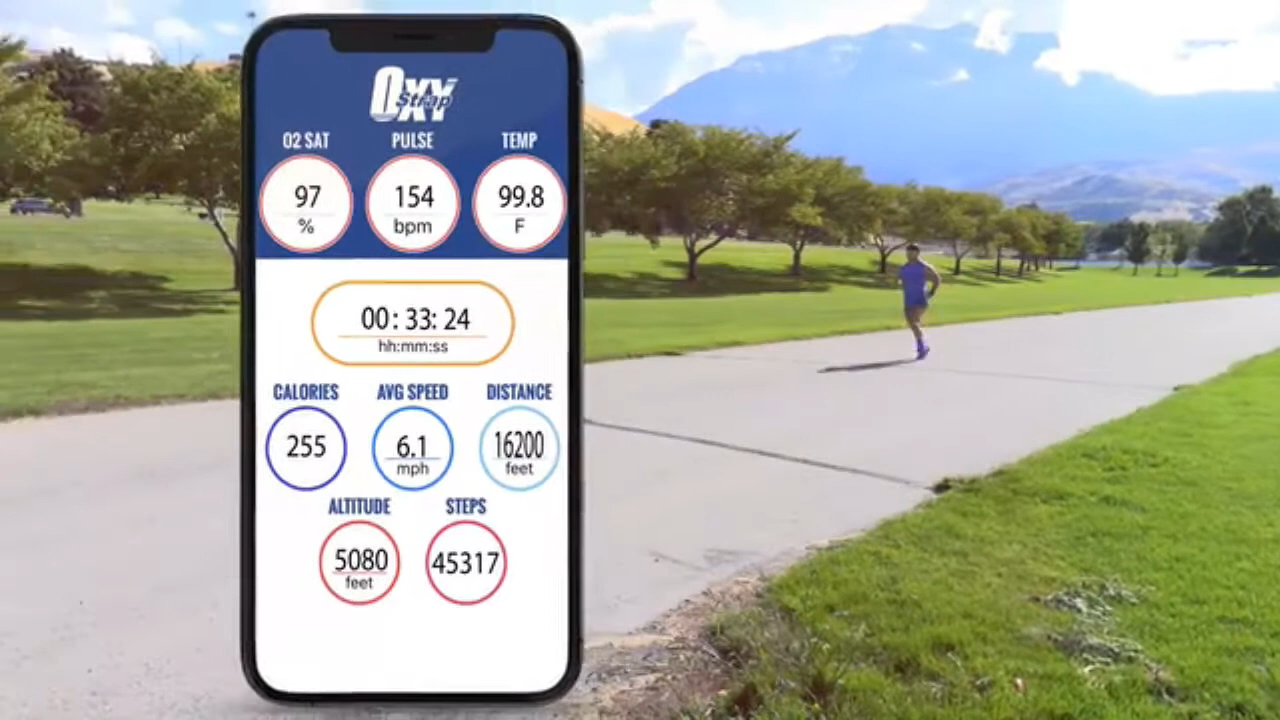 OXY
Strap
O2 SAT PULSE TEMP
97 154 99.8
% bpm F
00: 33: 24
hh:mm:ss
CALORIES AVG SPEED DISTANCE
255 6.1 16200
mph feet
ALTITUDE STEPS
5080 45317
feet